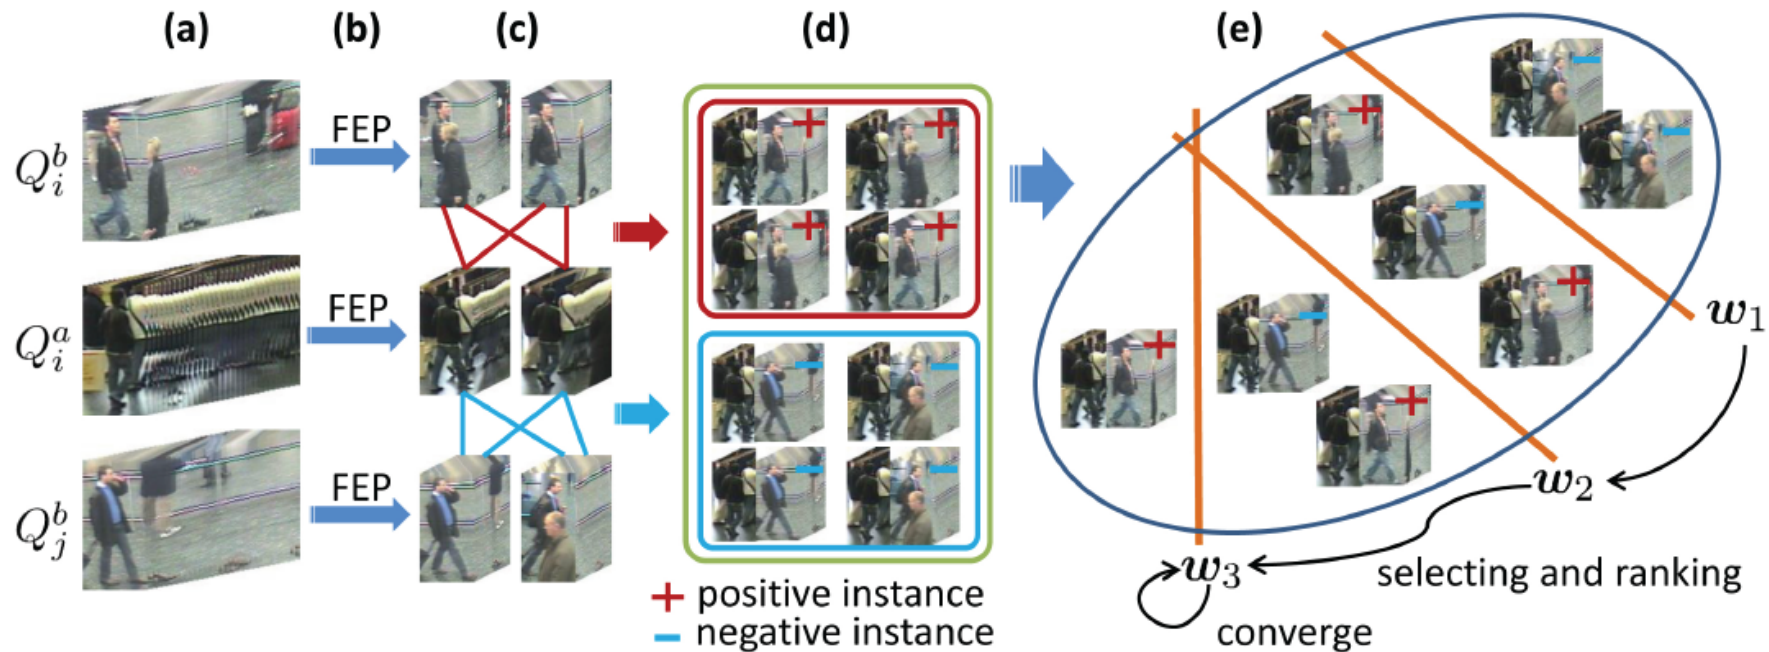 (a) (b) (c) (d) (e)
Q_i^b FEP
Q_i^a FEP
Q_j^b FEP
w_1
w_2
w_3
selecting and ranking
converge
+ positive instance
− negative instance